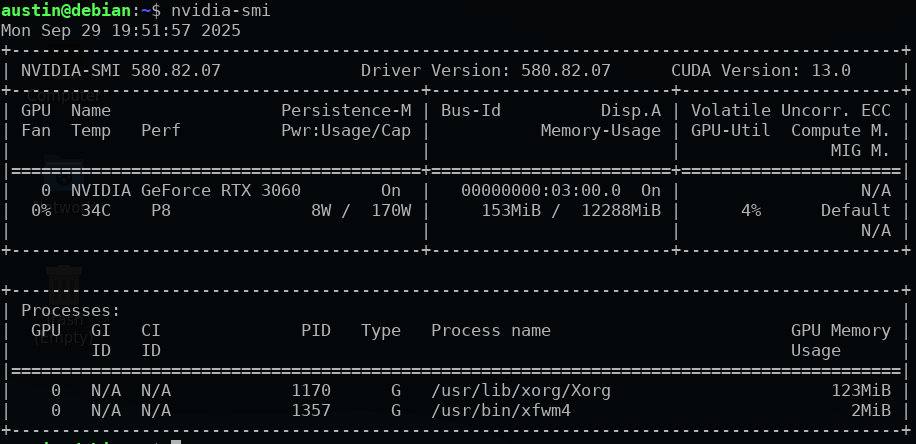 austin@debian:~$ nvidia-smi
Mon Sep 29 19:51:57 2025
+-----------------------------------------------------------------------------------------+
| NVIDIA-SMI 580.82.07              Driver Version: 580.82.07      CUDA Version: 13.0     |
+-----------------------------------------+------------------------+----------------------+
| GPU  Name                 Persistence-M | Bus-Id          Disp.A | Volatile Uncorr. ECC |
| Fan  Temp   Perf          Pwr:Usage/Cap |           Memory-Usage | GPU-Util  Compute M. |
|                                         |                        |               MIG M. |
|=========================================+========================+======================|
|   0  NVIDIA GeForce RTX 3060        On  |   00000000:03:00.0  On |                  N/A |
|  0%   34C    P8              8W /  170W |     153MiB /  12288MiB |      4%      Default |
|                                         |                        |                  N/A |
+-----------------------------------------+------------------------+----------------------+

+-----------------------------------------------------------------------------------------+
| Processes:                                                                              |
|  GPU   GI   CI              PID   Type   Process name                        GPU Memory |
|        ID   ID                                                               Usage      |
|=========================================================================================|
|    0   N/A  N/A            1170      G   /usr/lib/xorg/Xorg                      123MiB |
|    0   N/A  N/A            1357      G   /usr/bin/xfwm4                            2MiB |
+-----------------------------------------------------------------------------------------+
Computer
Network
Trash
(Empty)